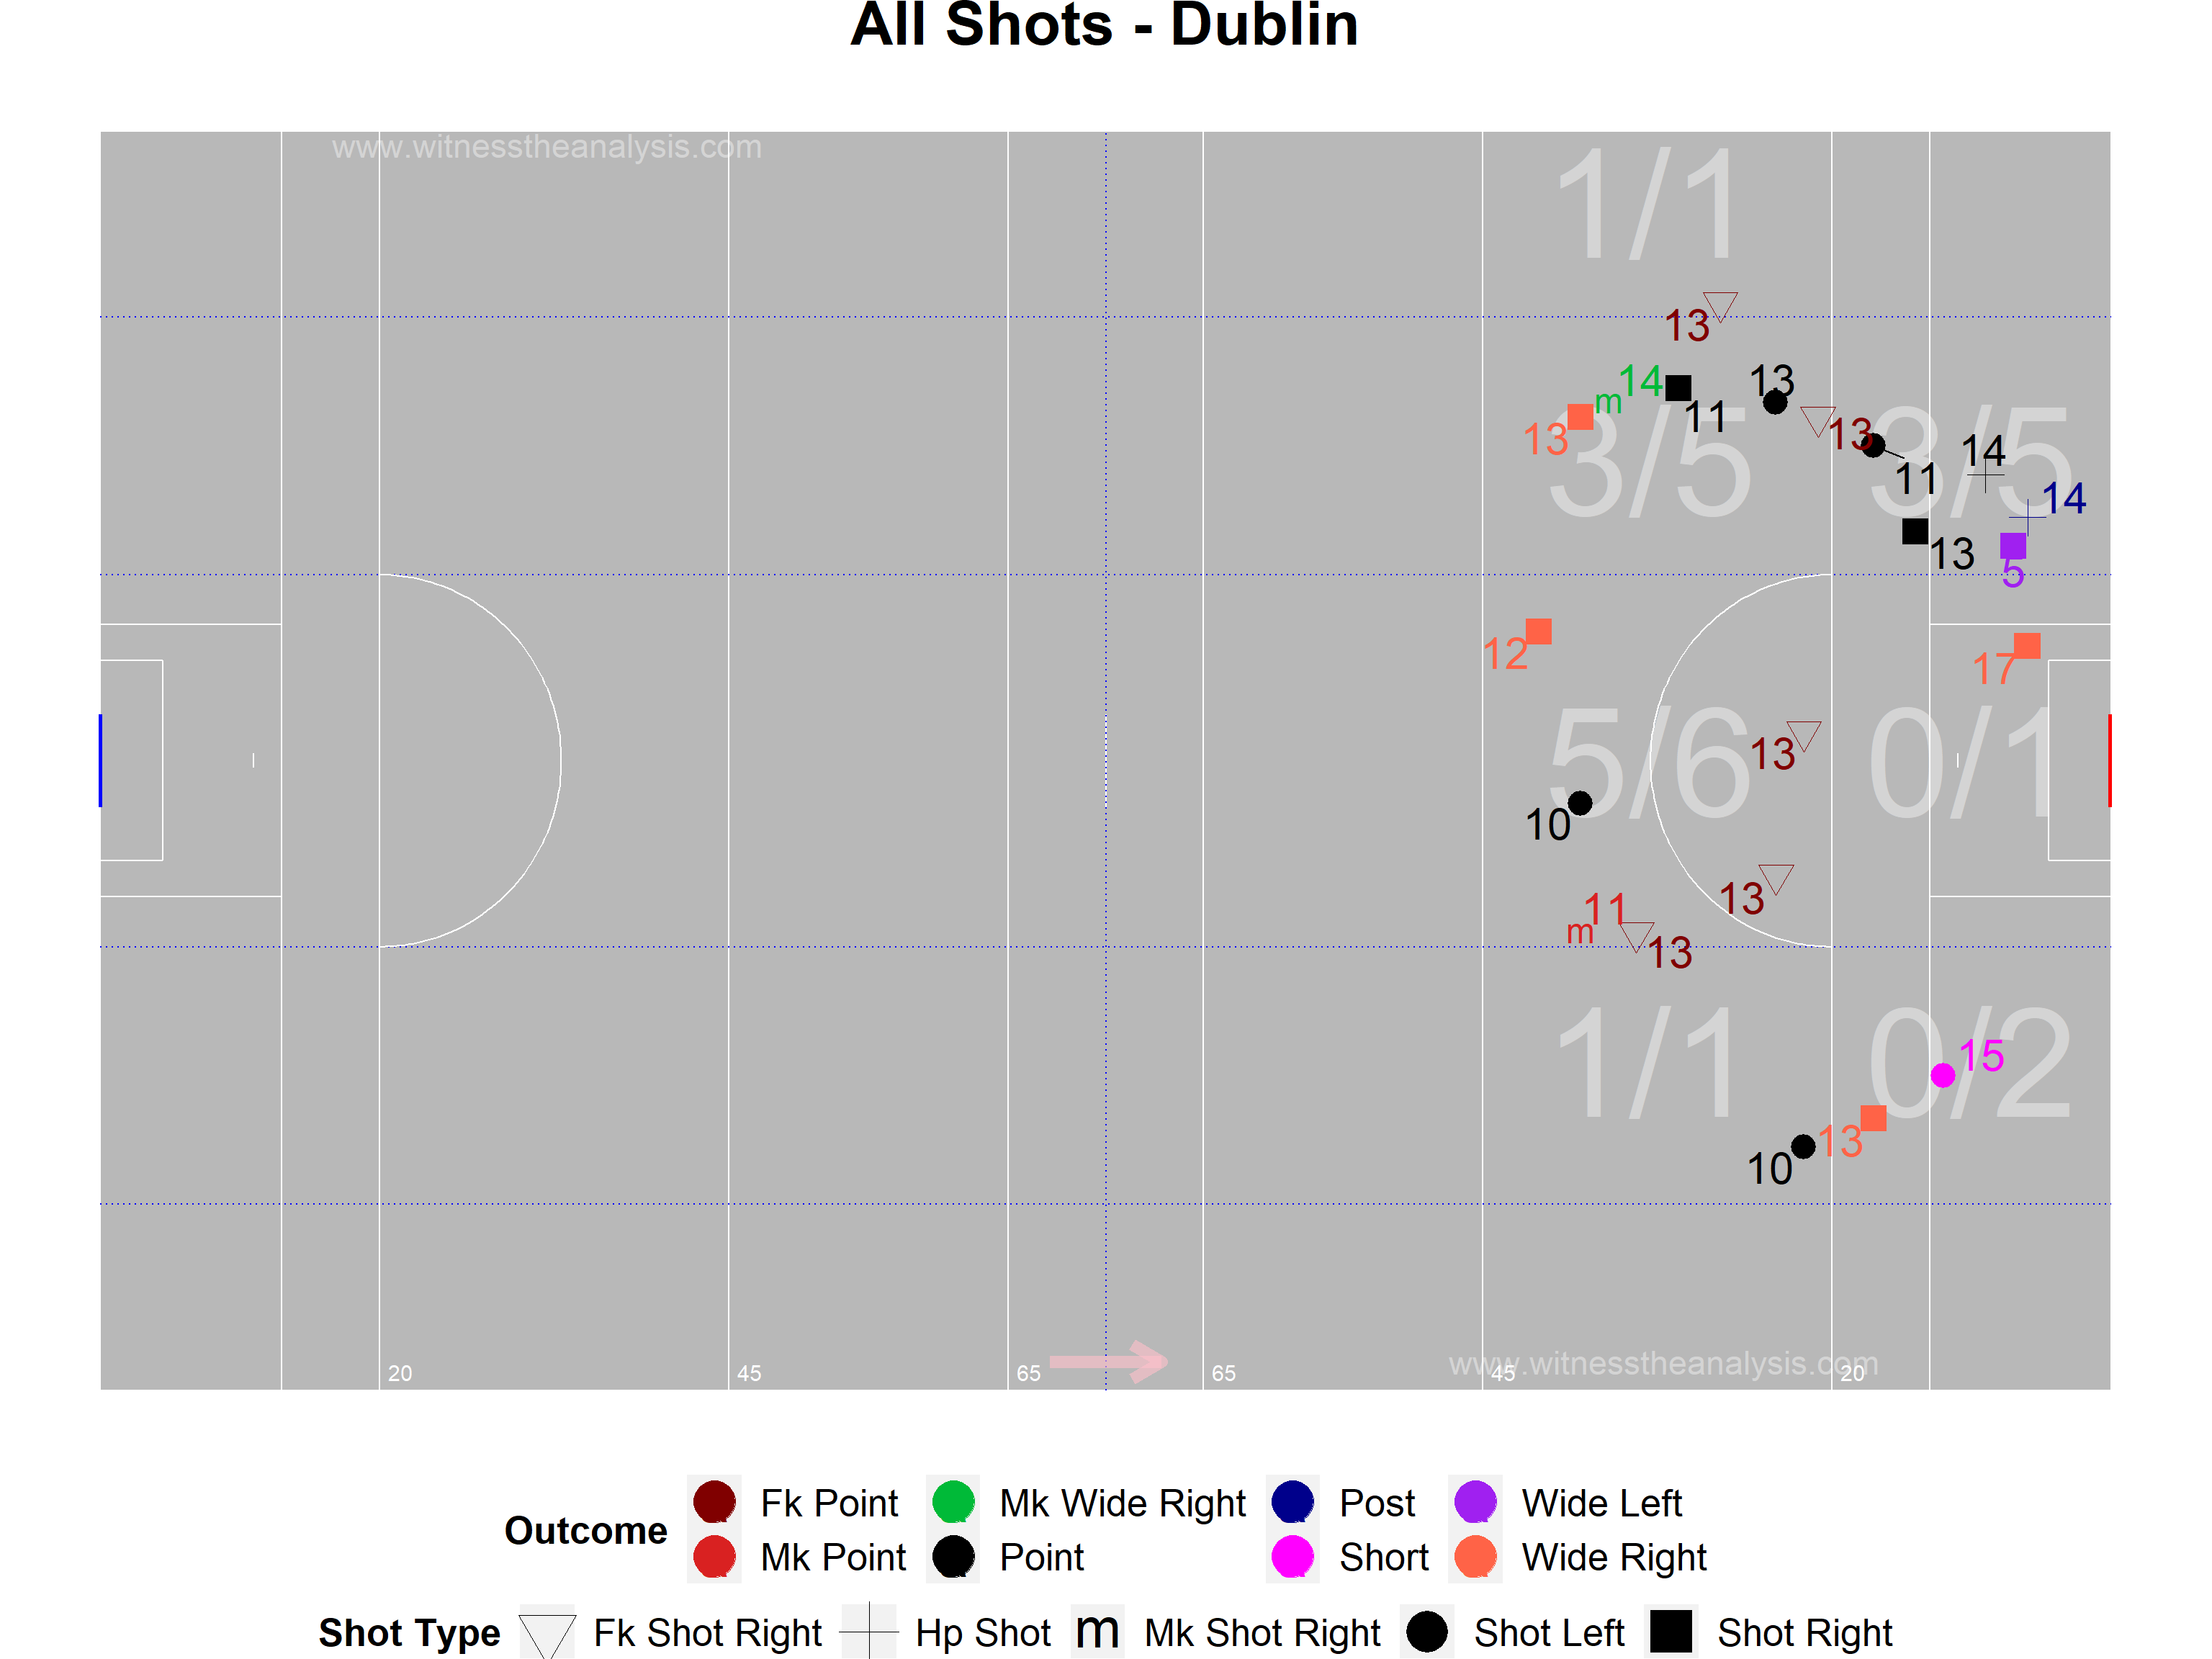 All Shots - Dublin
www.witnesstheanalysis.com
1/1
13
14
m
11
13
13
13
3/5
13
3/5
11
14
14
13
5
12
17
13
5/6
0/1
10
13
11
m
13
1/1
0/2
15
13
10
www.witnesstheanalysis.com
20
45
65
65
45
20
Outcome
Fk Point
Mk Wide Right
Post
Wide Left
Mk Point
Point
Short
Wide Right
Shot Type
Fk Shot Right
Hp Shot
m
Mk Shot Right
Shot Left
Shot Right